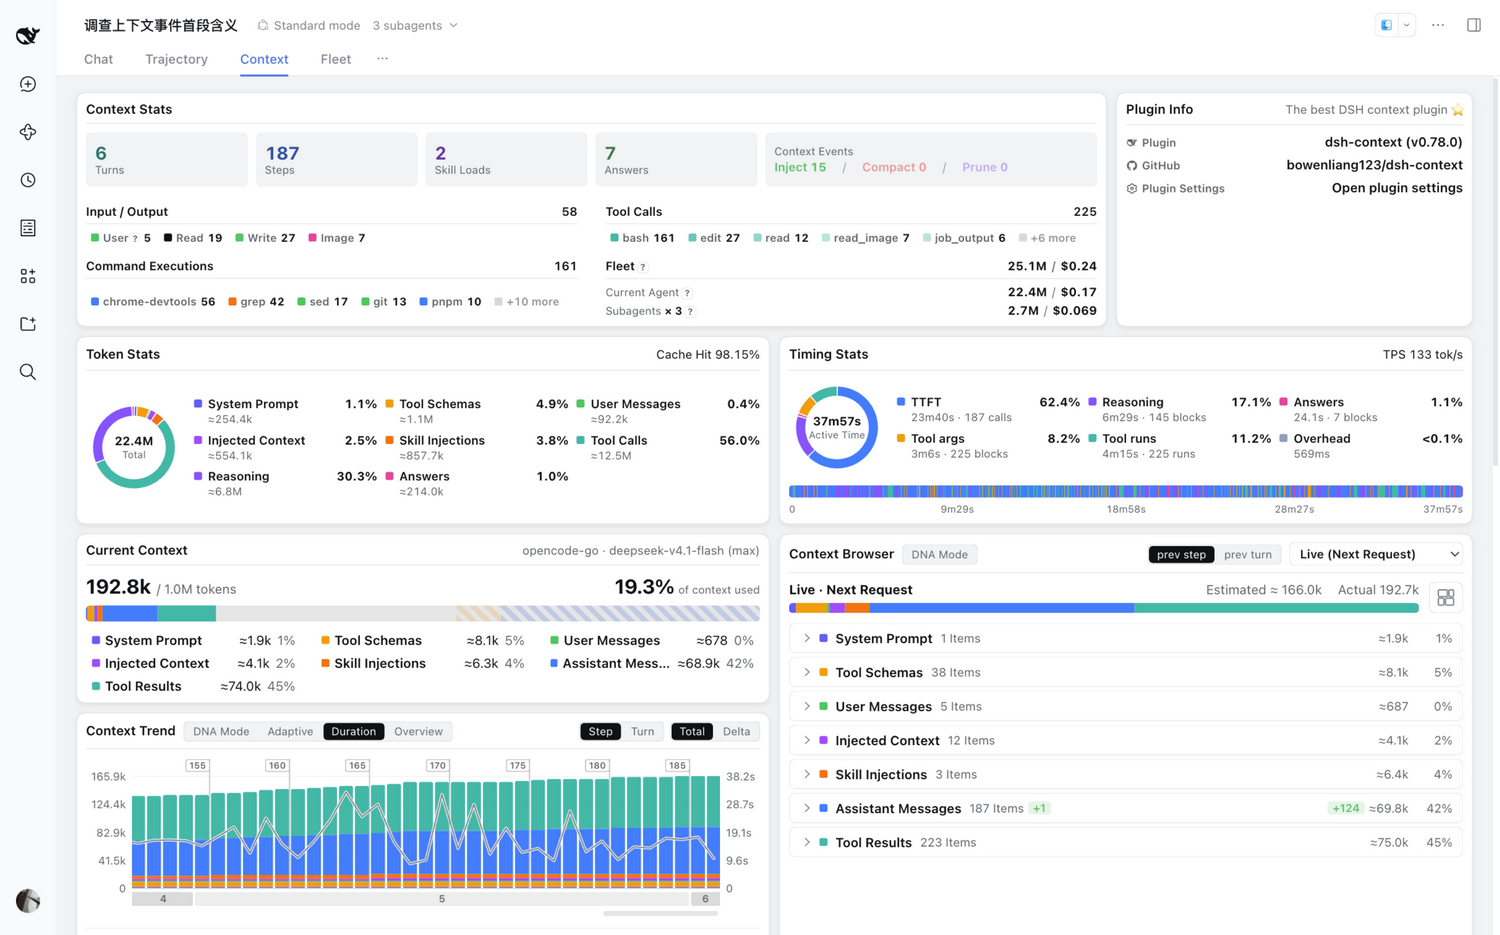 调查上下文事件首段含义 Standard mode 3 subagents
Chat Trajectory Context Fleet ···
Context Stats
6 Turns
187 Steps
2 Skill Loads
7 Answers
Context Events
Inject 15 / Compact 0 / Prune 0
Input / Output 58
User ? 5 Read 19 Write 27 Image 7
Command Executions 161
chrome-devtools 56 grep 42 sed 17 git 13 pnpm 10 +10 more
Tool Calls 225
bash 161 edit 27 read 12 read_image 7 job_output 6 +6 more
Fleet ? 25.1M / $0.24
Current Agent ? 22.4M / $0.17
Subagents × 3 ? 2.7M / $0.069
Plugin Info The best DSH context plugin ⭐
Plugin dsh-context (v0.78.0)
GitHub bowenliang123/dsh-context
Plugin Settings Open plugin settings
Token Stats Cache Hit 98.15%
22.4M
Total
System Prompt 1.1%
≈254.4k
Tool Schemas 4.9%
≈1.1M
User Messages 0.4%
≈92.2k
Injected Context 2.5%
≈554.1k
Skill Injections 3.8%
≈857.7k
Tool Calls 56.0%
≈12.5M
Reasoning 30.3%
≈6.8M
Answers 1.0%
≈214.0k
Timing Stats TPS 133 tok/s
37m57s
Active Time
TTFT 62.4%
23m40s · 187 calls
Reasoning 17.1%
6m29s · 145 blocks
Answers 1.1%
24.1s · 7 blocks
Tool args 8.2%
3m6s · 225 blocks
Tool runs 11.2%
4m15s · 225 runs
Overhead <0.1%
569ms
0 9m29s 18m58s 28m27s 37m57s
Current Context opencode-go · deepseek-v4.1-flash (max)
192.8k / 1.0M tokens 19.3% of context used
System Prompt ≈1.9k 1% Tool Schemas ≈8.1k 5% User Messages ≈678 0%
Injected Context ≈4.1k 2% Skill Injections ≈6.3k 4% Assistant Mess... ≈68.9k 42%
Tool Results ≈74.0k 45%
Context Trend DNA Mode Adaptive Duration Overview Step Turn Total Delta
155 160 165 170 175 180 185
165.9k 38.2s
124.4k 28.7s
82.9k 19.1s
41.5k 9.6s
0 0
4 5 6
Context Browser DNA Mode prev step prev turn Live (Next Request)
Live · Next Request Estimated ≈ 166.0k Actual 192.7k
System Prompt 1 Items ≈1.9k 1%
Tool Schemas 38 Items ≈8.1k 5%
User Messages 5 Items ≈687 0%
Injected Context 12 Items ≈4.1k 2%
Skill Injections 3 Items ≈6.4k 4%
Assistant Messages 187 Items +1 +124 ≈69.8k 42%
Tool Results 223 Items ≈75.0k 45%